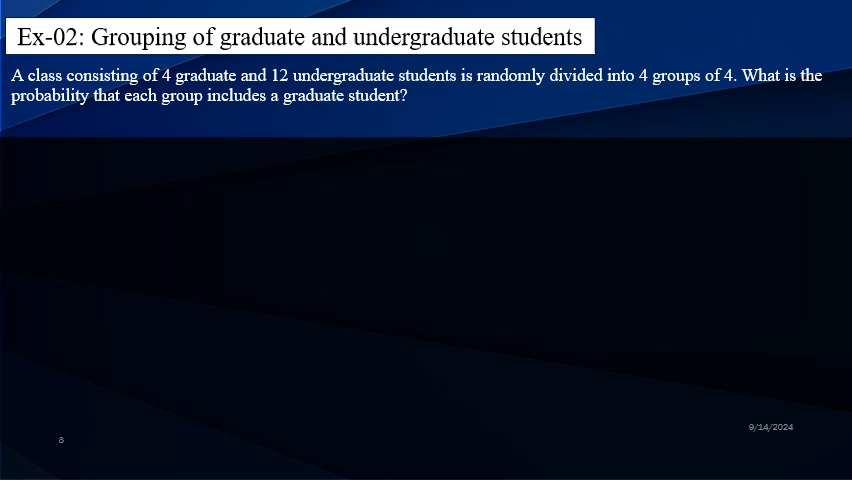 Ex-02: Grouping of graduate and undergraduate students
A class consisting of 4 graduate and 12 undergraduate students is randomly divided into 4 groups of 4. What is the
probability that each group includes a graduate student?
9/14/2024
8